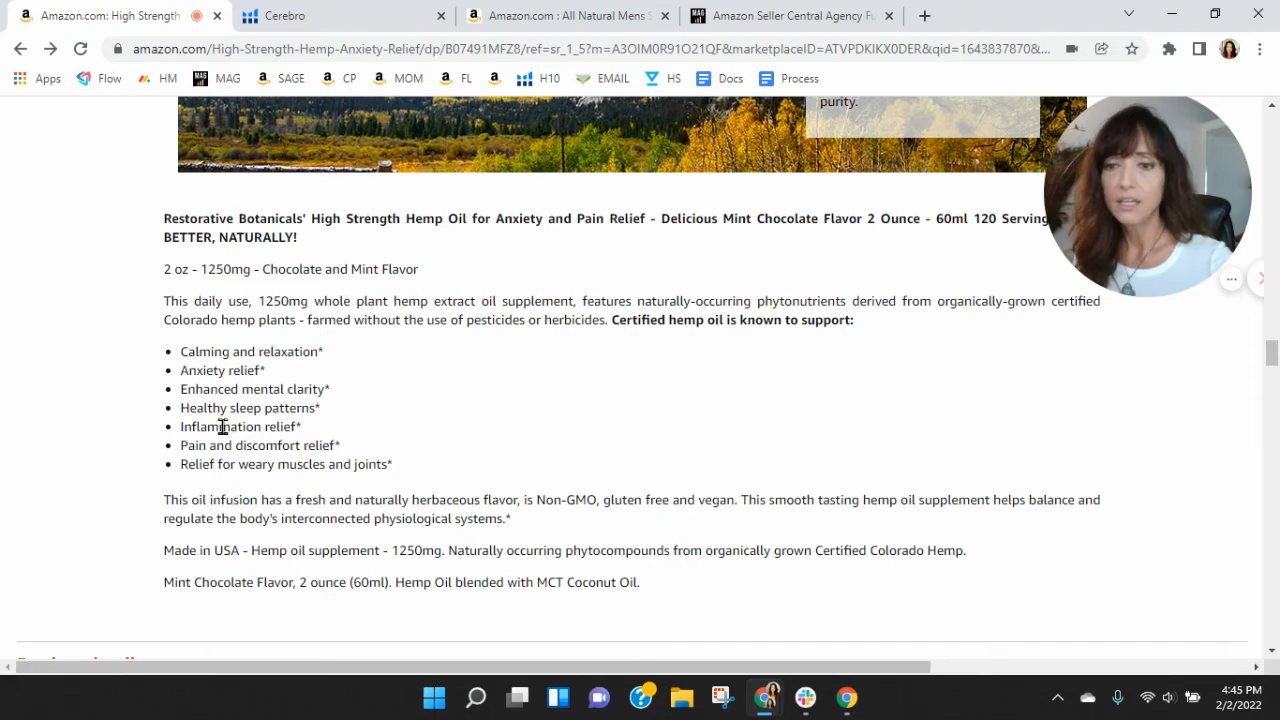 Amazon.com: High Strength
Cerebro
Amazon.com : All Natural Mens S
Amazon Seller Central Agency Fu
amazon.com/High-Strength-Hemp-Anxiety-Relief/dp/B07491MFZ8/ref=sr_1_5?m=A3OIM0R91O21QF&marketplaceID=ATVPDKIKX0DER&qid=1643837870&...
Apps Flow HM MAG SAGE CP MOM FL H10 EMAIL HS Docs Process
purity.
Restorative Botanicals' High Strength Hemp Oil for Anxiety and Pain Relief - Delicious Mint Chocolate Flavor 2 Ounce - 60ml 120 Serving
BETTER, NATURALLY!
2 oz - 1250mg - Chocolate and Mint Flavor
This daily use, 1250mg whole plant hemp extract oil supplement, features naturally-occurring phytonutrients derived from organically-grown certified
Colorado hemp plants - farmed without the use of pesticides or herbicides. Certified hemp oil is known to support:
• Calming and relaxation*
• Anxiety relief*
• Enhanced mental clarity*
• Healthy sleep patterns*
• Inflammation relief*
• Pain and discomfort relief*
• Relief for weary muscles and joints*
This oil infusion has a fresh and naturally herbaceous flavor, is Non-GMO, gluten free and vegan. This smooth tasting hemp oil supplement helps balance and
regulate the body's interconnected physiological systems.*
Made in USA - Hemp oil supplement - 1250mg. Naturally occurring phytocompounds from organically grown Certified Colorado Hemp.
Mint Chocolate Flavor, 2 ounce (60ml). Hemp Oil blended with MCT Coconut Oil.
4:45 PM
2/2/2022